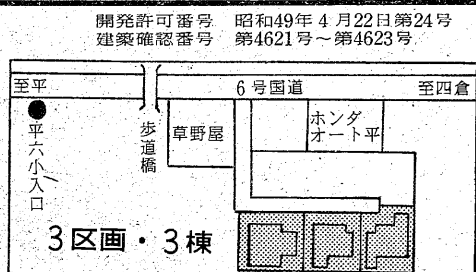 開発許可番号 昭和49年4月22日第24号
建築確認番号 第4621号～第4623号
至平
6号国道
至四倉
平六小入口
歩道橋
草野屋
ホンダ
オート平
3区画・3棟